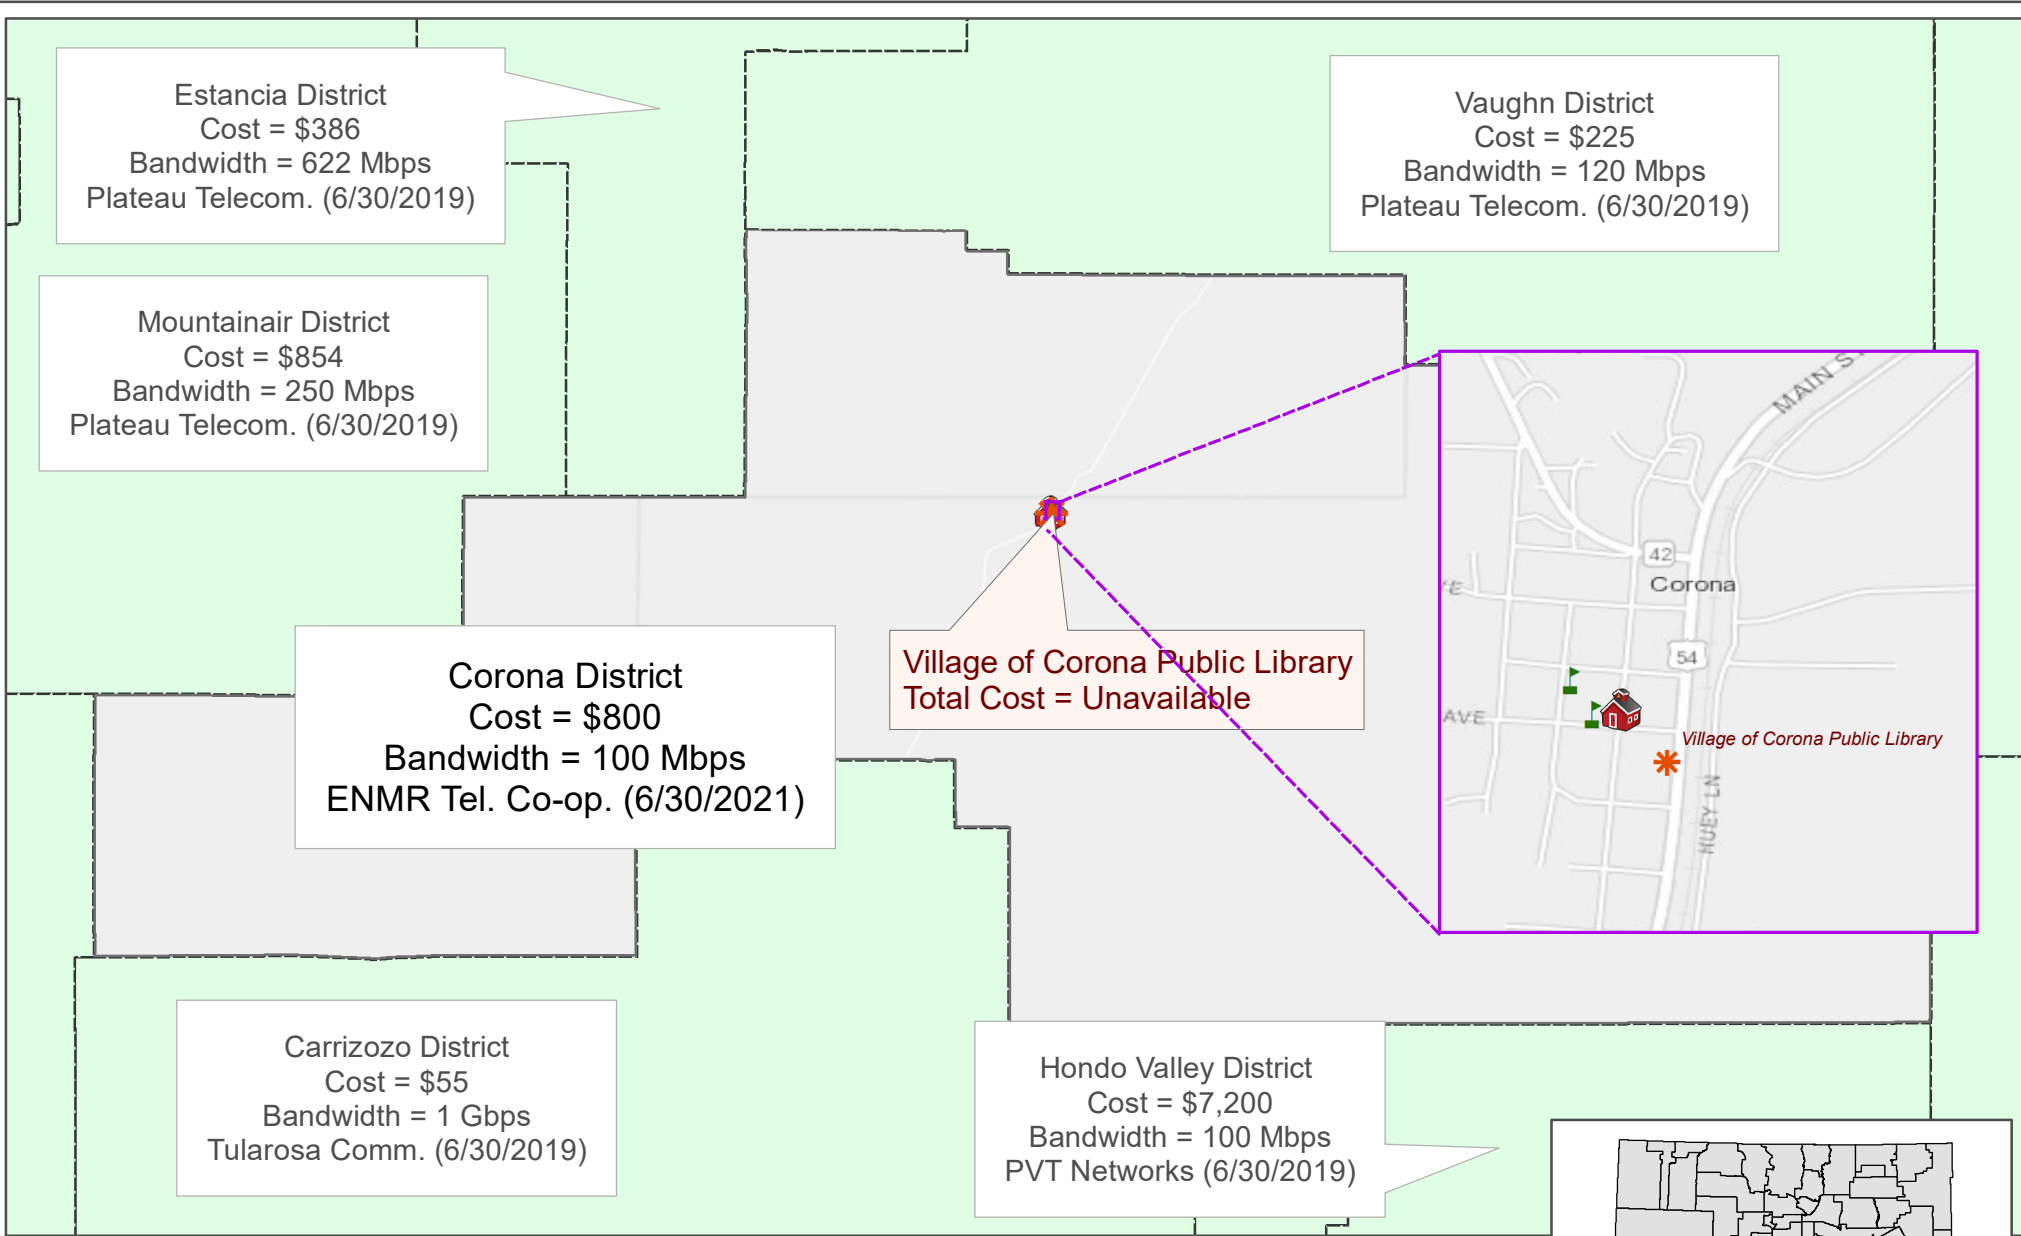 Estancia District
Cost = $386
Bandwidth = 622 Mbps
Plateau Telecom. (6/30/2019)
Vaughn District
Cost = $225
Bandwidth = 120 Mbps
Plateau Telecom. (6/30/2019)
Mountainair District
Cost = $854
Bandwidth = 250 Mbps
Plateau Telecom. (6/30/2019)
MAIN
42
Corona
54
AVE
Village of Corona Public Library
HUEY LN
Village of Corona Public Library
Total Cost = Unavailable
Corona District
Cost = $800
Bandwidth = 100 Mbps
ENMR Tel. Co-op. (6/30/2021)
Carrizozo District
Cost = $55
Bandwidth = 1 Gbps
Tularosa Comm. (6/30/2019)
Hondo Valley District
Cost = $7,200
Bandwidth = 100 Mbps
PVT Networks (6/30/2019)